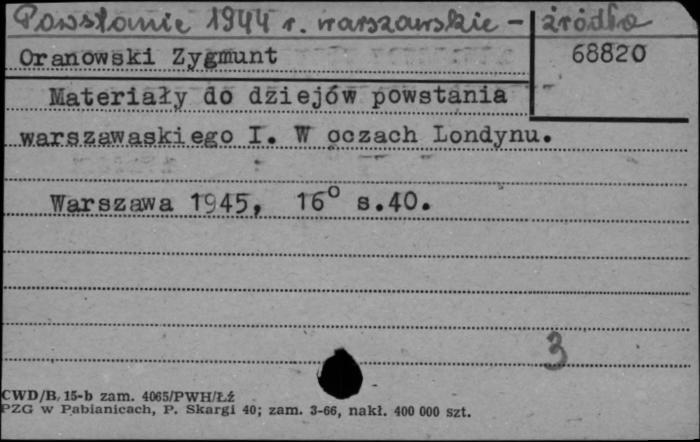 Powstanie 1944 r. warszawskie - źródła
Oranowski Zygmunt 68820
Materiały do dziejów powstania
warszawaskiego I. W oczach Londynu.
Warszawa 1945, 16° s.40.
3
CWD/B. 15-b zam. 4065/PWH/Łź
PZG w Pabianicach, P. Skargi 40; zam. 3-66, nakł. 400 000 szt.